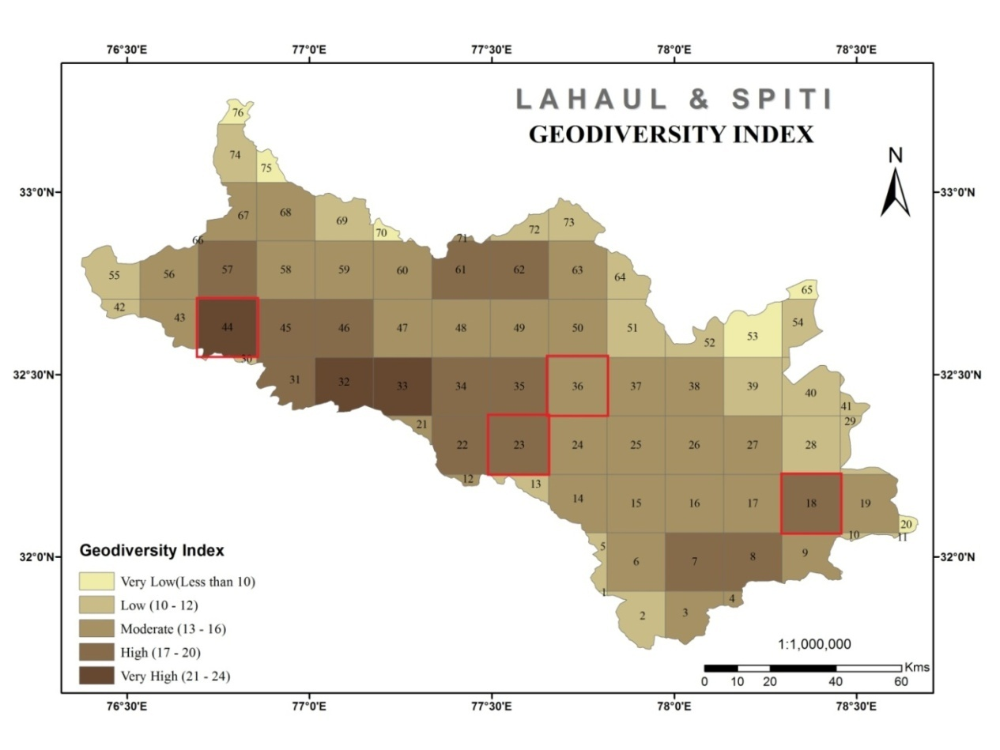 76°30'E 77°0'E 77°30'E 78°0'E 78°30'E
LAHAUL & SPITI
GEODIVERSITY INDEX
N
76
74
75
33°0'N 33°0'N
67 68 69 70 71 72 73
66
55 56 57 58 59 60 61 62 63 64
65
42 43 44 45 46 47 48 49 50 51 52 53 54
30
32°30'N 32°30'N
31 32 33 34 35 36 37 38 39 40
41
21 29
22 23 24 25 26 27 28
12 13
14 15 16 17 18 19
20
10 11
5
32°0'N 32°0'N
6 7 8 9
1
4
2 3
Geodiversity Index
Very Low(Less than 10)
Low (10 - 12)
Moderate (13 - 16)
High (17 - 20)
Very High (21 - 24)
1:1,000,000
Kms
0 10 20 40 60
76°30'E 77°0'E 77°30'E 78°0'E 78°30'E